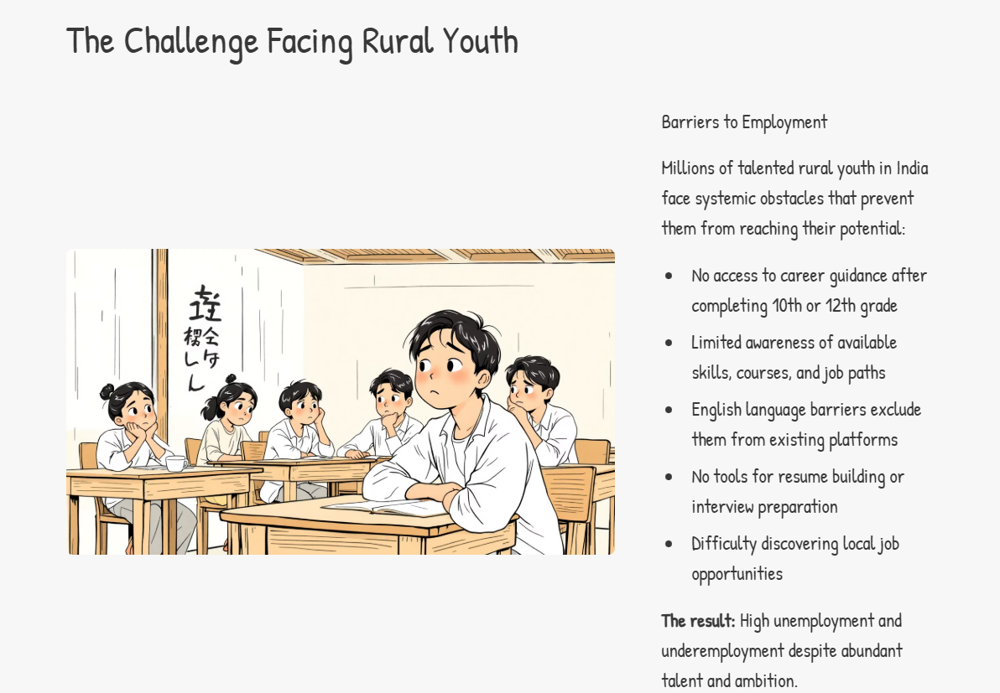 The Challenge Facing Rural Youth
Barriers to Employment
Millions of talented rural youth in India
face systemic obstacles that prevent
them from reaching their potential:
• No access to career guidance after
completing 10th or 12th grade
• Limited awareness of available
skills, courses, and job paths
• English language barriers exclude
them from existing platforms
• No tools for resume building or
interview preparation
• Difficulty discovering local job
opportunities
The result: High unemployment and
underemployment despite abundant
talent and ambition.